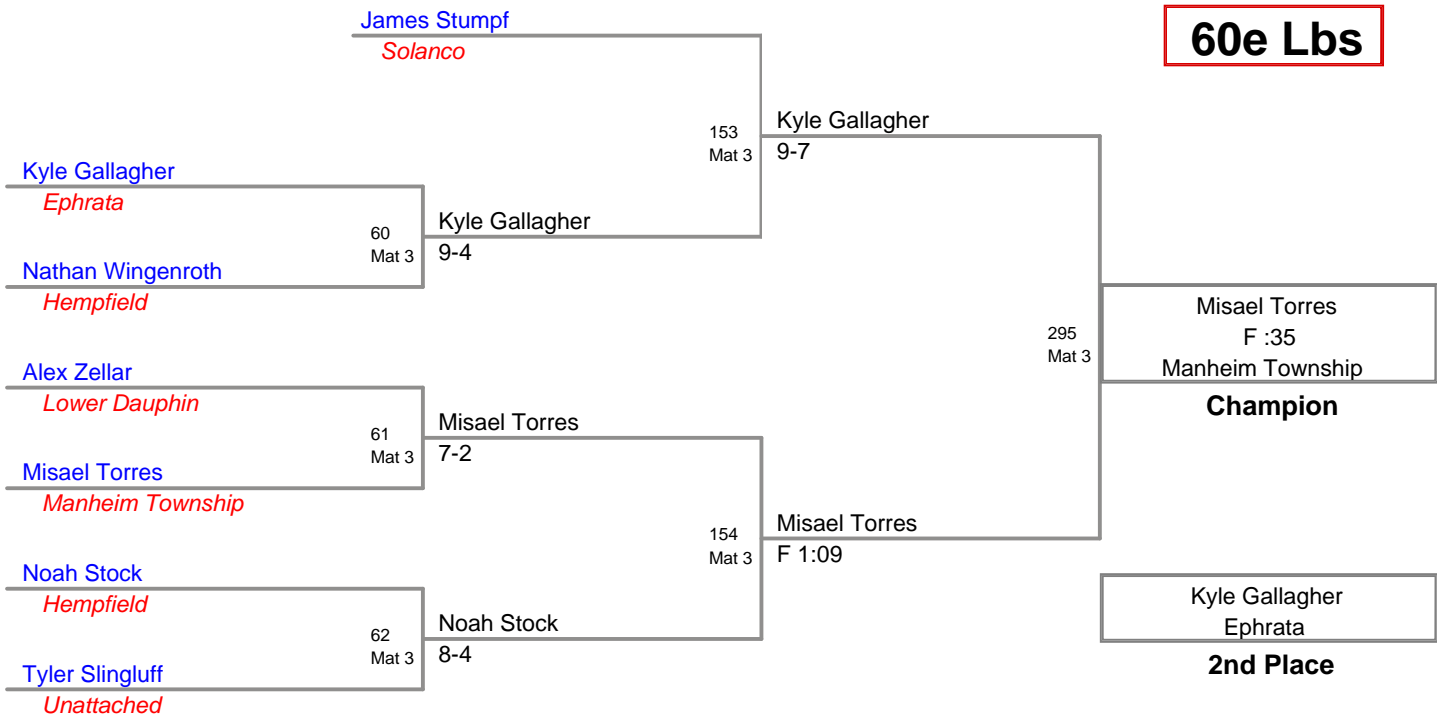 James Stumpf
Solanco
60e Lbs
153
Mat 3
Kyle Gallagher
9-7
Kyle Gallagher
Ephrata
60
Mat 3
Kyle Gallagher
9-4
Nathan Wingenroth
Hempfield
295
Mat 3
Misael Torres
F :35
Manheim Township
Champion
Alex Zellar
Lower Dauphin
61
Mat 3
Misael Torres
7-2
Misael Torres
Manheim Township
154
Mat 3
Misael Torres
F 1:09
Noah Stock
Hempfield
62
Mat 3
Noah Stock
8-4
Tyler Slingluff
Unattached
Kyle Gallagher
Ephrata
2nd Place